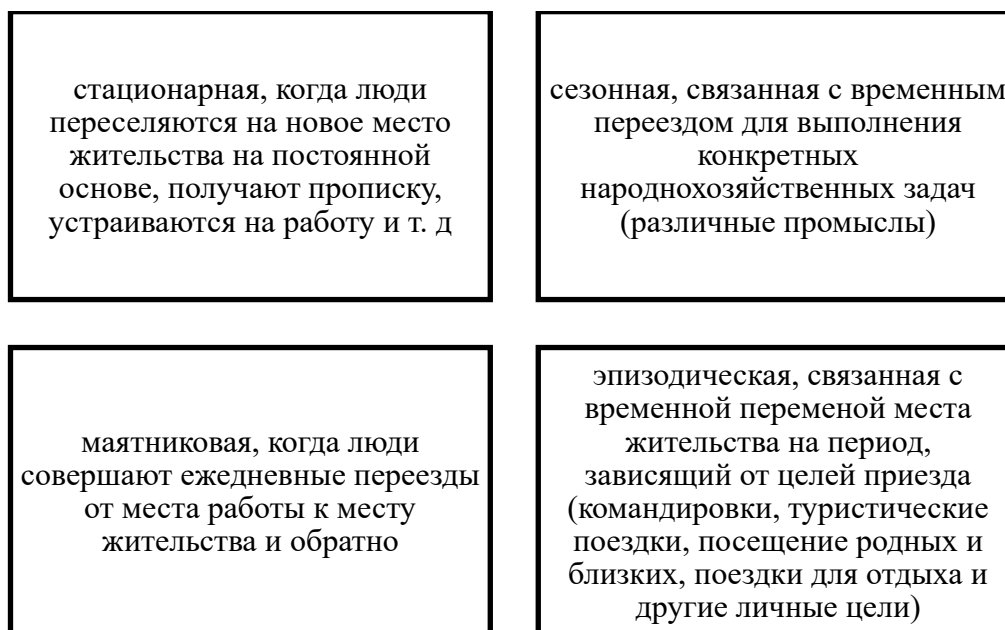 стационарная, когда люди
переселяются на новое место
жительства на постоянной
основе, получают прописку,
устраиваются на работу и т. д
сезонная, связанная с временным
переездом для выполнения
конкретных
народнохозяйственных задач
(различные промыслы)
маятниковая, когда люди
совершают ежедневные переезды
от места работы к месту
жительства и обратно
эпизодическая, связанная с
временной переменой места
жительства на период,
зависящий от целей приезда
(командировки, туристические
поездки, посещение родных и
близких, поездки для отдыха и
другие личные цели)